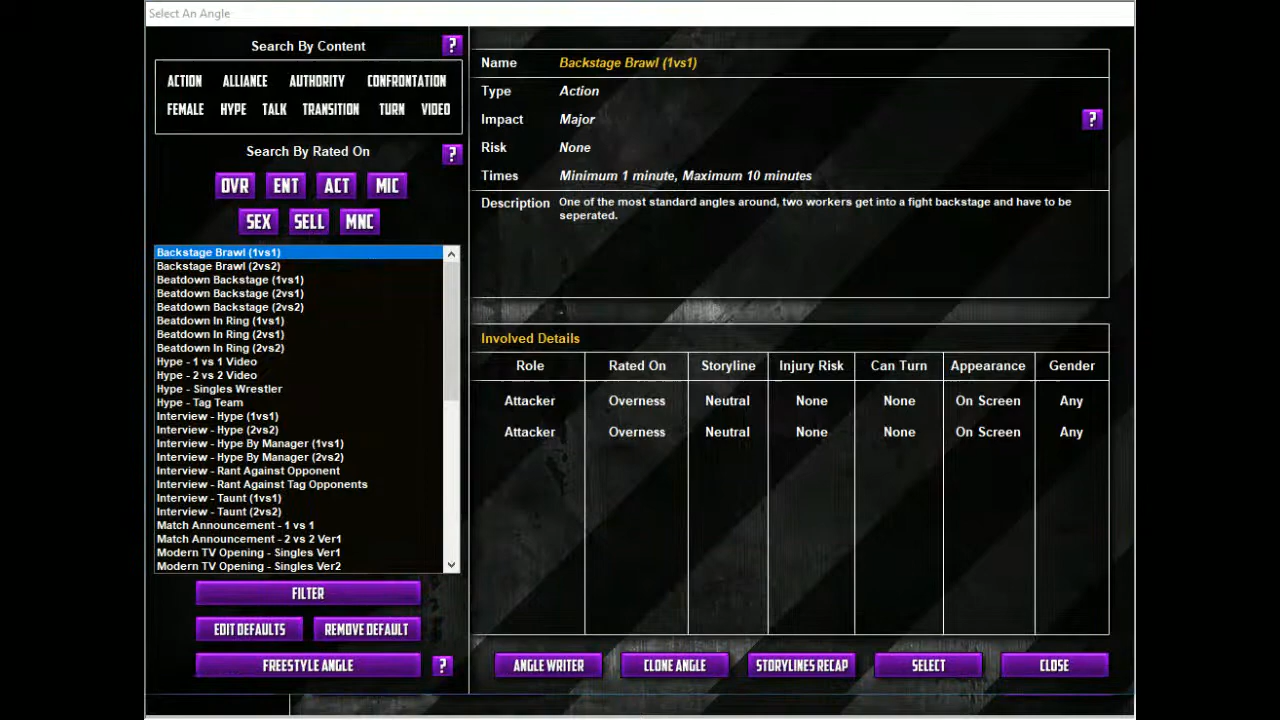 Select An Angle
Search By Content
?
ACTION ALLIANCE AUTHORITY CONFRONTATION
FEMALE HYPE TALK TRANSITION TURN VIDEO
Search By Rated On
?
OVR ENT ACT MIC
SEX SELL MNC
Backstage Brawl (1vs1)
Backstage Brawl (2vs2)
Beatdown Backstage (1vs1)
Beatdown Backstage (2vs1)
Beatdown Backstage (2vs2)
Beatdown In Ring (1vs1)
Beatdown In Ring (2vs1)
Beatdown In Ring (2vs2)
Hype - 1 vs 1 Video
Hype - 2 vs 2 Video
Hype - Singles Wrestler
Hype - Tag Team
Interview - Hype (1vs1)
Interview - Hype (2vs2)
Interview - Hype By Manager (1vs1)
Interview - Hype By Manager (2vs2)
Interview - Rant Against Opponent
Interview - Rant Against Tag Opponents
Interview - Taunt (1vs1)
Interview - Taunt (2vs2)
Match Announcement - 1 vs 1
Match Announcement - 2 vs 2 Ver1
Modern TV Opening - Singles Ver1
Modern TV Opening - Singles Ver2
FILTER
EDIT DEFAULTS REMOVE DEFAULT
FREESTYLE ANGLE ?
Name Backstage Brawl (1vs1)
Type Action
Impact Major
?
Risk None
Times Minimum 1 minute, Maximum 10 minutes
Description One of the most standard angles around, two workers get into a fight backstage and have to be
seperated.
Involved Details
Role Rated On Storyline Injury Risk Can Turn Appearance Gender
Attacker Overness Neutral None None On Screen Any
Attacker Overness Neutral None None On Screen Any
ANGLE WRITER CLONE ANGLE STORYLINES RECAP SELECT CLOSE